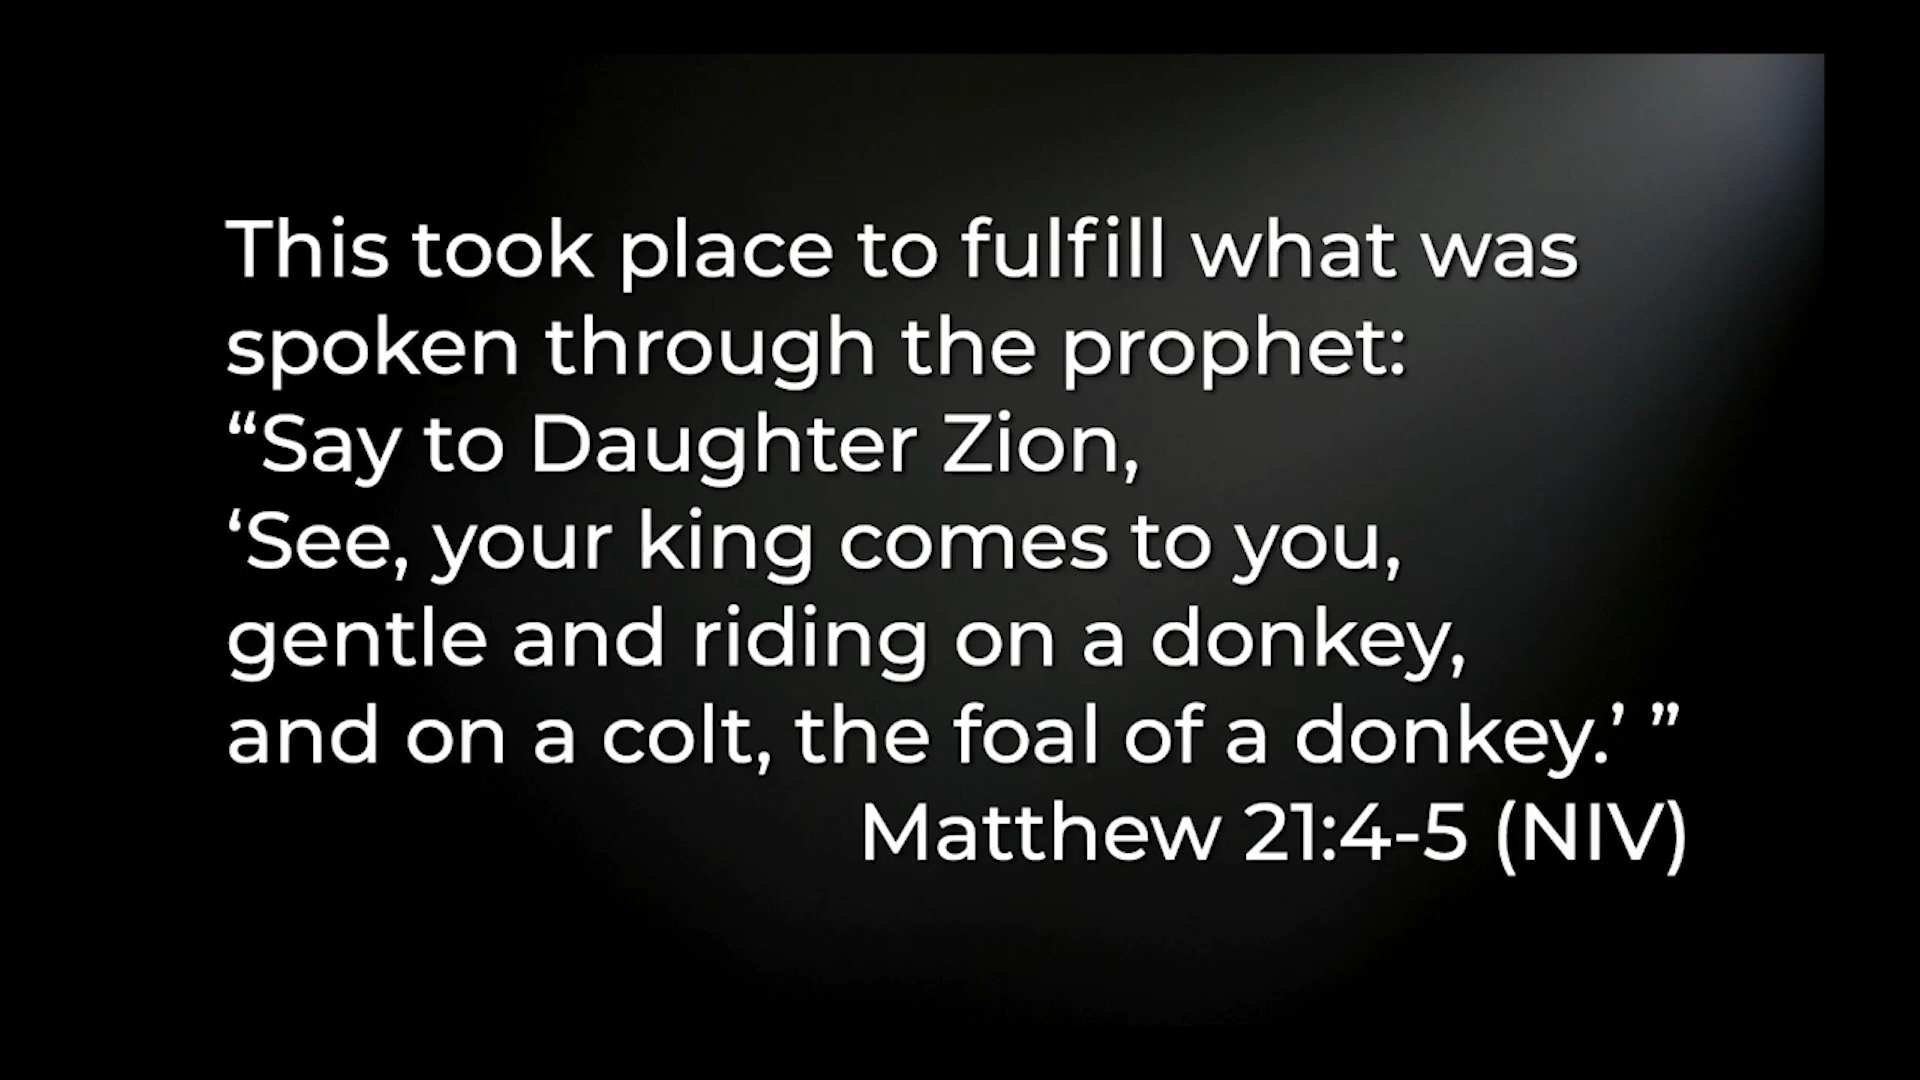 This took place to fulfill what was
spoken through the prophet:
“Say to Daughter Zion,
‘See, your king comes to you,
gentle and riding on a donkey,
and on a colt, the foal of a donkey.’ ”
Matthew 21:4-5 (NIV)